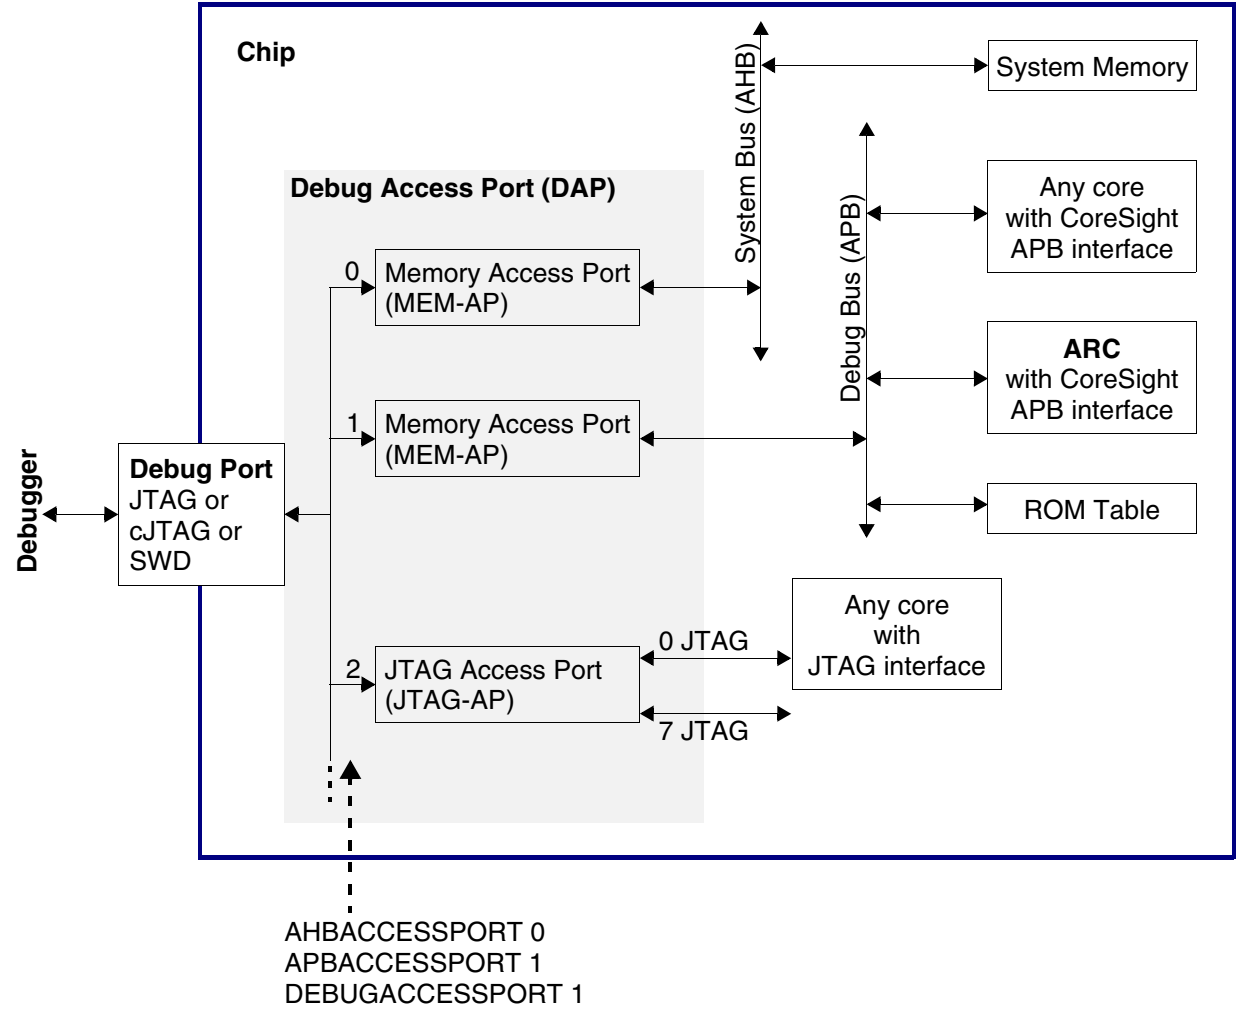 Chip
System Bus (AHB)
System Memory
Debug Access Port (DAP)
Debug Bus (APB)
Any core
with CoreSight
APB interface
0
Memory Access Port
(MEM-AP)
ARC
with CoreSight
APB interface
1
Memory Access Port
(MEM-AP)
Debugger
Debug Port
JTAG or
cJTAG or
SWD
ROM Table
Any core
with
JTAG interface
0 JTAG
2
JTAG Access Port
(JTAG-AP)
7 JTAG
AHBACCESSPORT 0
APBACCESSPORT 1
DEBUGACCESSPORT 1